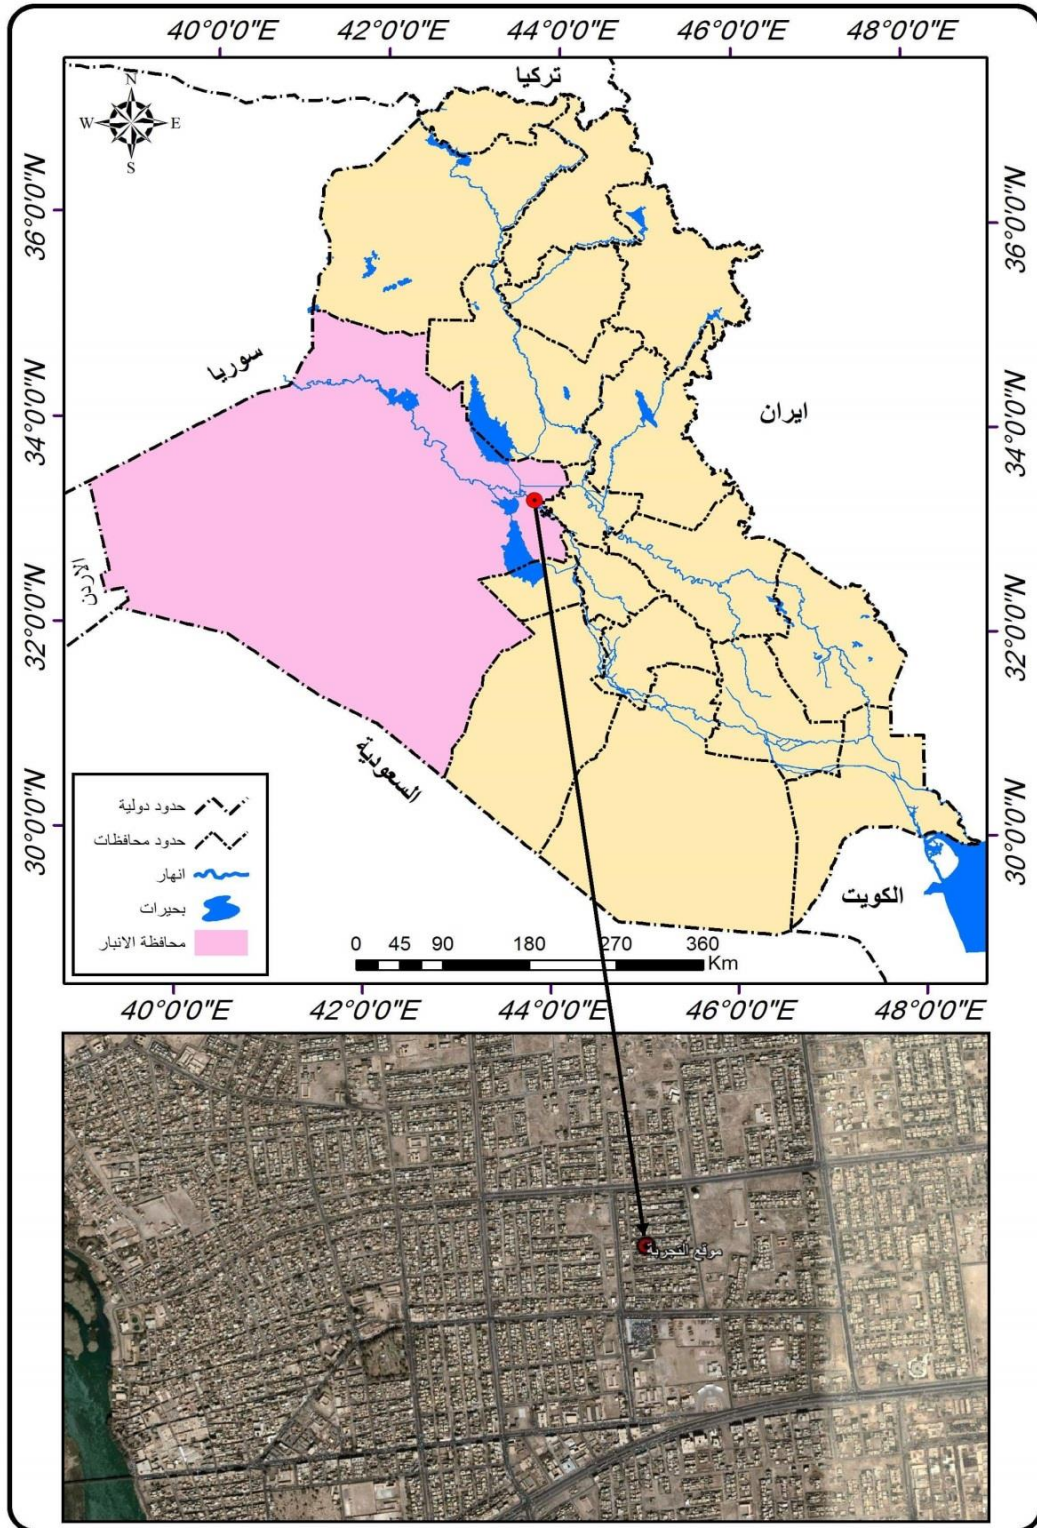 40°0'0"E 42°0'0"E 44°0'0"E 46°0'0"E 48°0'0"E
تركيا
N
W E
S
36°0'0"N 36°0'0"N
سوريا
34°0'0"N 34°0'0"N
ايران
الاردن
32°0'0"N 32°0'0"N
السعودية
حدود دولية
حدود محافظات
انهار
بحيرات
محافظة الانبار
30°0'0"N 30°0'0"N
الكويت
0 45 90 180 270 360
Km
40°0'0"E 42°0'0"E 44°0'0"E 46°0'0"E 48°0'0"E
موقع التجربة